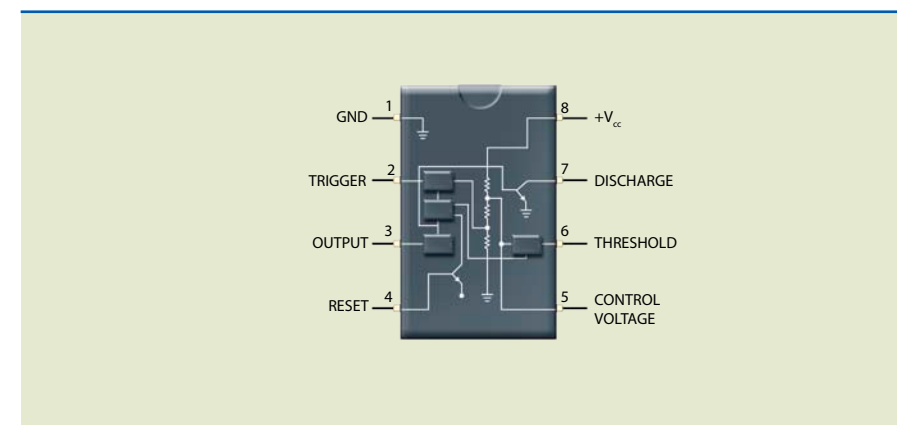 GND 1
8 +Vcc
TRIGGER 2
7 DISCHARGE
OUTPUT 3
6 THRESHOLD
RESET 4
5 CONTROL
VOLTAGE